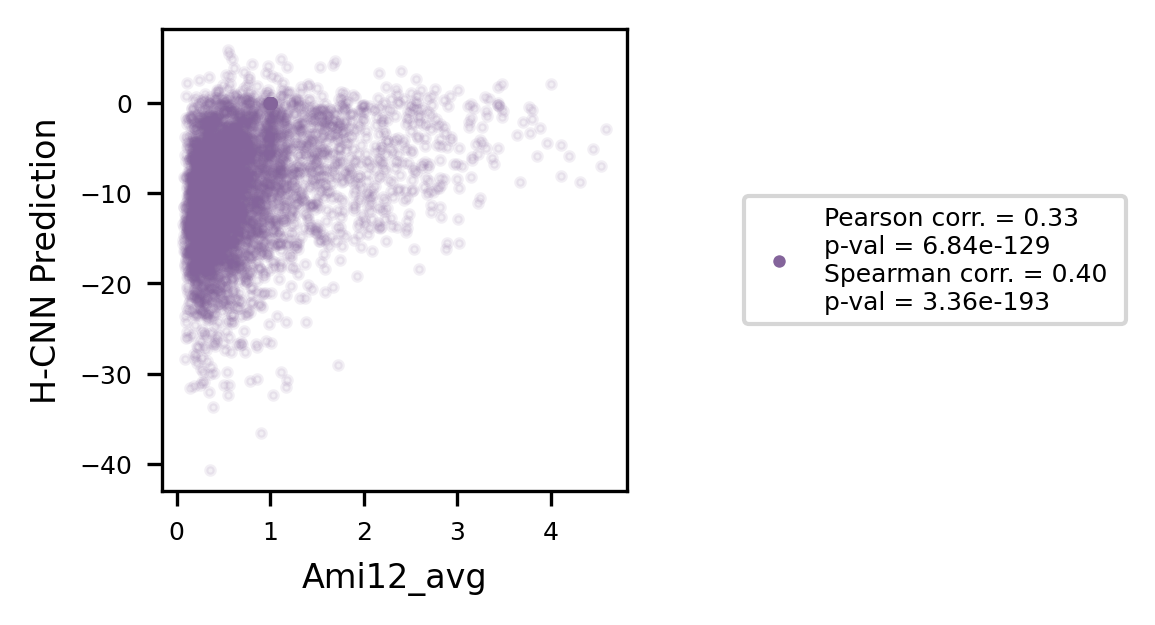 H-CNN Prediction
0
−10
−20
−30
−40
0 1 2 3 4
Ami12_avg
Pearson corr. = 0.33
p-val = 6.84e-129
Spearman corr. = 0.40
p-val = 3.36e-193